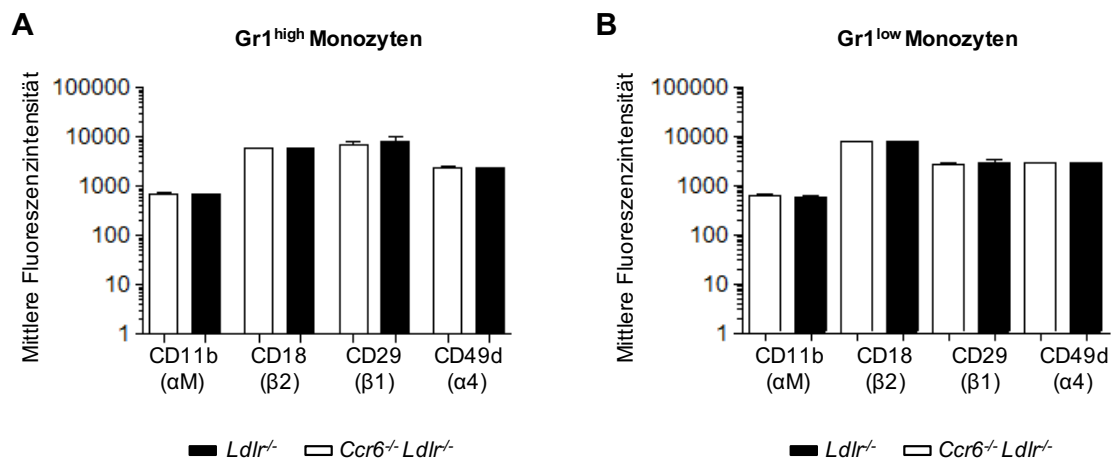 A
Gr1high Monozyten
Mittlere Fluoreszenzintensität
100000
10000
1000
100
10
1
CD11b CD18 CD29 CD49d
(αM) (β2) (β1) (α4)
Ldlr-/- Ccr6-/- Ldlr-/-
B
Gr1low Monozyten
Mittlere Fluoreszenzintensität
100000
10000
1000
100
10
1
CD11b CD18 CD29 CD49d
(αM) (β2) (β1) (α4)
Ldlr-/- Ccr6-/- Ldlr-/-